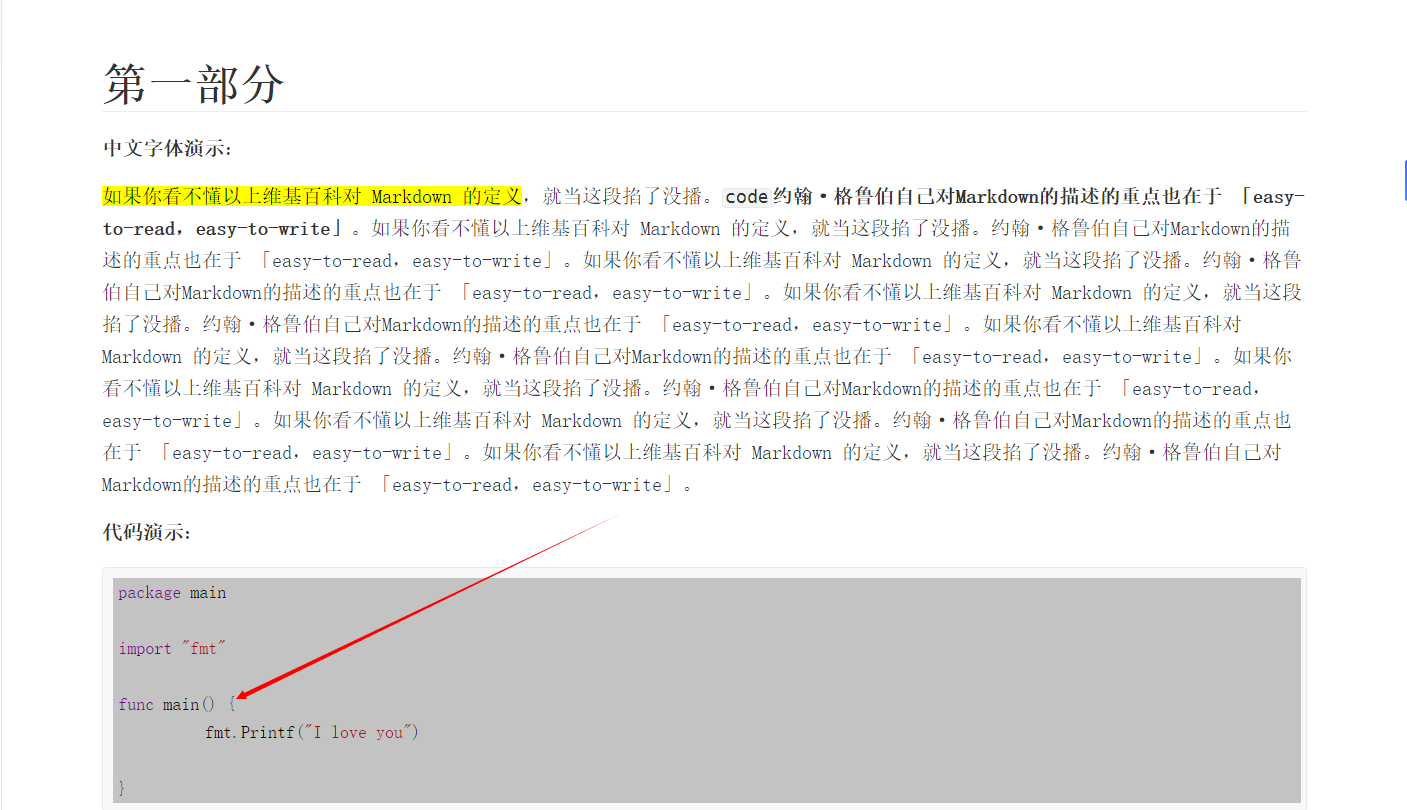 第一部分
中文字体演示：
如果你看不懂以上维基百科对 Markdown 的定义，就当这段掐了没播。code约翰·格鲁伯自己对Markdown的描述的重点也在于 「easy-
to-read，easy-to-write」。如果你看不懂以上维基百科对 Markdown 的定义，就当这段掐了没播。约翰·格鲁伯自己对Markdown的描
述的重点也在于 「easy-to-read，easy-to-write」。如果你看不懂以上维基百科对 Markdown 的定义，就当这段掐了没播。约翰·格鲁
伯自己对Markdown的描述的重点也在于 「easy-to-read，easy-to-write」。如果你看不懂以上维基百科对 Markdown 的定义，就当这段
掐了没播。约翰·格鲁伯自己对Markdown的描述的重点也在于 「easy-to-read，easy-to-write」。如果你看不懂以上维基百科对
Markdown 的定义，就当这段掐了没播。约翰·格鲁伯自己对Markdown的描述的重点也在于 「easy-to-read，easy-to-write」。如果你
看不懂以上维基百科对 Markdown 的定义，就当这段掐了没播。约翰·格鲁伯自己对Markdown的描述的重点也在于 「easy-to-read，
easy-to-write」。如果你看不懂以上维基百科对 Markdown 的定义，就当这段掐了没播。约翰·格鲁伯自己对Markdown的描述的重点也
在于 「easy-to-read，easy-to-write」。如果你看不懂以上维基百科对 Markdown 的定义，就当这段掐了没播。约翰·格鲁伯自己对
Markdown的描述的重点也在于 「easy-to-read，easy-to-write」。
代码演示：
package main
import "fmt"
func main() {
fmt.Printf("I love you")
}